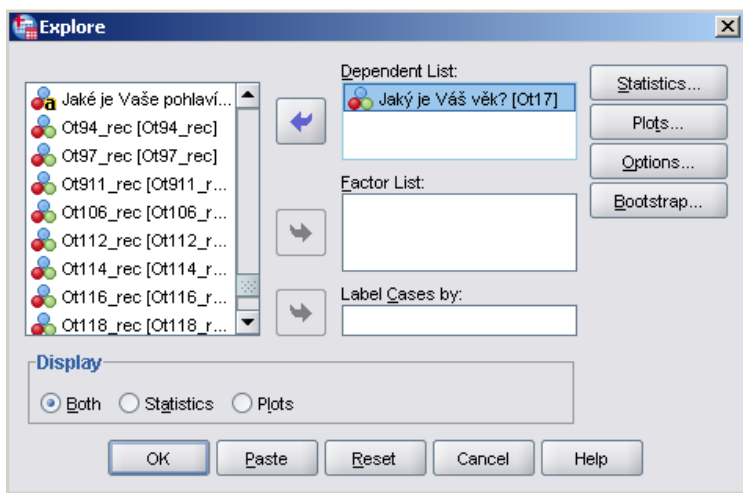 Explore
Jaké je Vaše pohlaví...
Ot94_rec [Ot94_rec]
Ot97_rec [Ot97_rec]
Ot911_rec [Ot911_r...
Ot106_rec [Ot106_r...
Ot112_rec [Ot112_r...
Ot114_rec [Ot114_r...
Ot116_rec [Ot116_r...
Ot118_rec [Ot118_r...
Dependent List:
Jaký je Váš věk? [Ot17]
Factor List:
Label Cases by:
Statistics...
Plots...
Options...
Bootstrap...
Display
Both Statistics Plots
OK Paste Reset Cancel Help